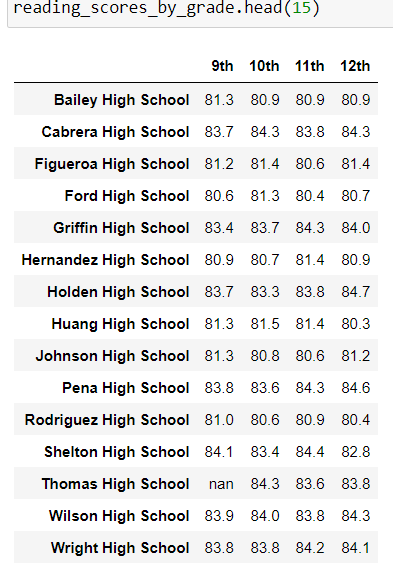 reading_scores_by_grade.head(15)
9th 10th 11th 12th
Bailey High School 81.3 80.9 80.9 80.9
Cabrera High School 83.7 84.3 83.8 84.3
Figueroa High School 81.2 81.4 80.6 81.4
Ford High School 80.6 81.3 80.4 80.7
Griffin High School 83.4 83.7 84.3 84.0
Hernandez High School 80.9 80.7 81.4 80.9
Holden High School 83.7 83.3 83.8 84.7
Huang High School 81.3 81.5 81.4 80.3
Johnson High School 81.3 80.8 80.6 81.2
Pena High School 83.8 83.6 84.3 84.6
Rodriguez High School 81.0 80.6 80.9 80.4
Shelton High School 84.1 83.4 84.4 82.8
Thomas High School nan 84.3 83.6 83.8
Wilson High School 83.9 84.0 83.8 84.3
Wright High School 83.8 83.8 84.2 84.1